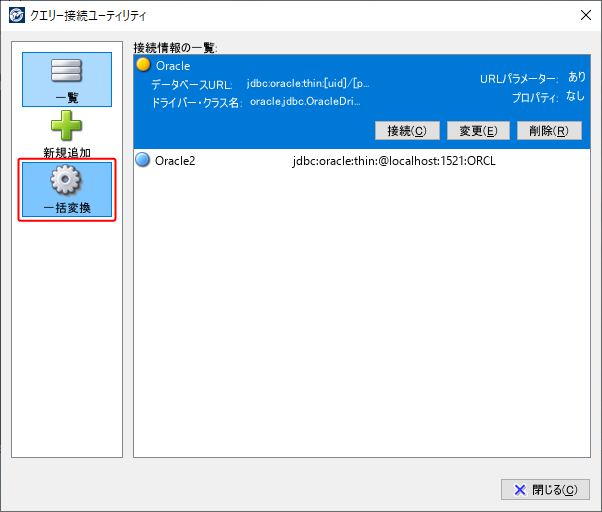 クエリー接続ユーティリティ
接続情報の一覧:
一覧
新規追加
一括変換
Oracle
データベースURL: jdbc:oracle:thin:[uid]/[p...
URLパラメーター: あり
ドライバー・クラス名: oracle.jdbc.OracleDri...
プロパティ: なし
接続(C) 変更(E) 削除(R)
Oracle2 jdbc:oracle:thin:@localhost:1521:ORCL
閉じる(C)